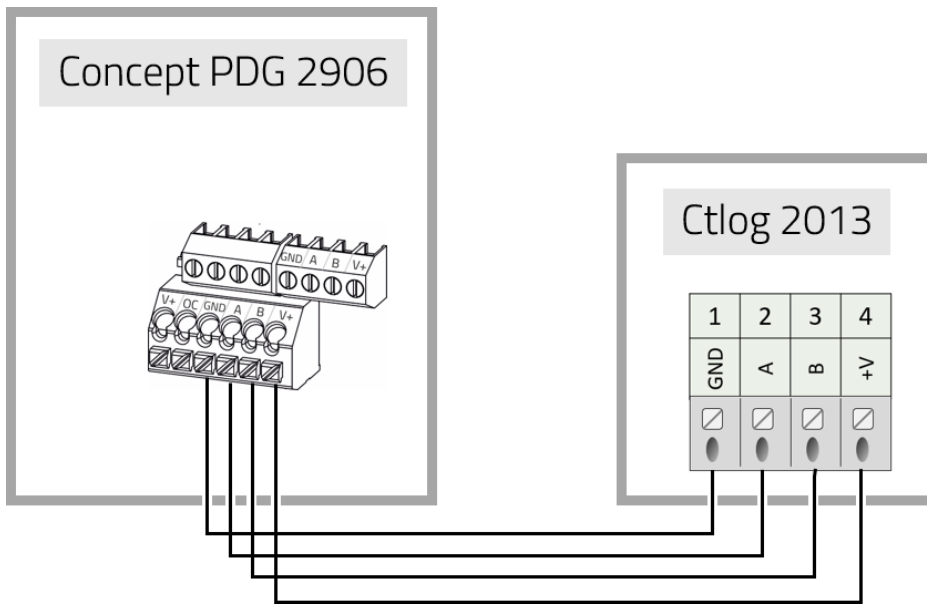 Concept PDG 2906
GND A B V+
V+ OC GND A B V+
Ctlog 2013
1 2 3 4
GND A B +V